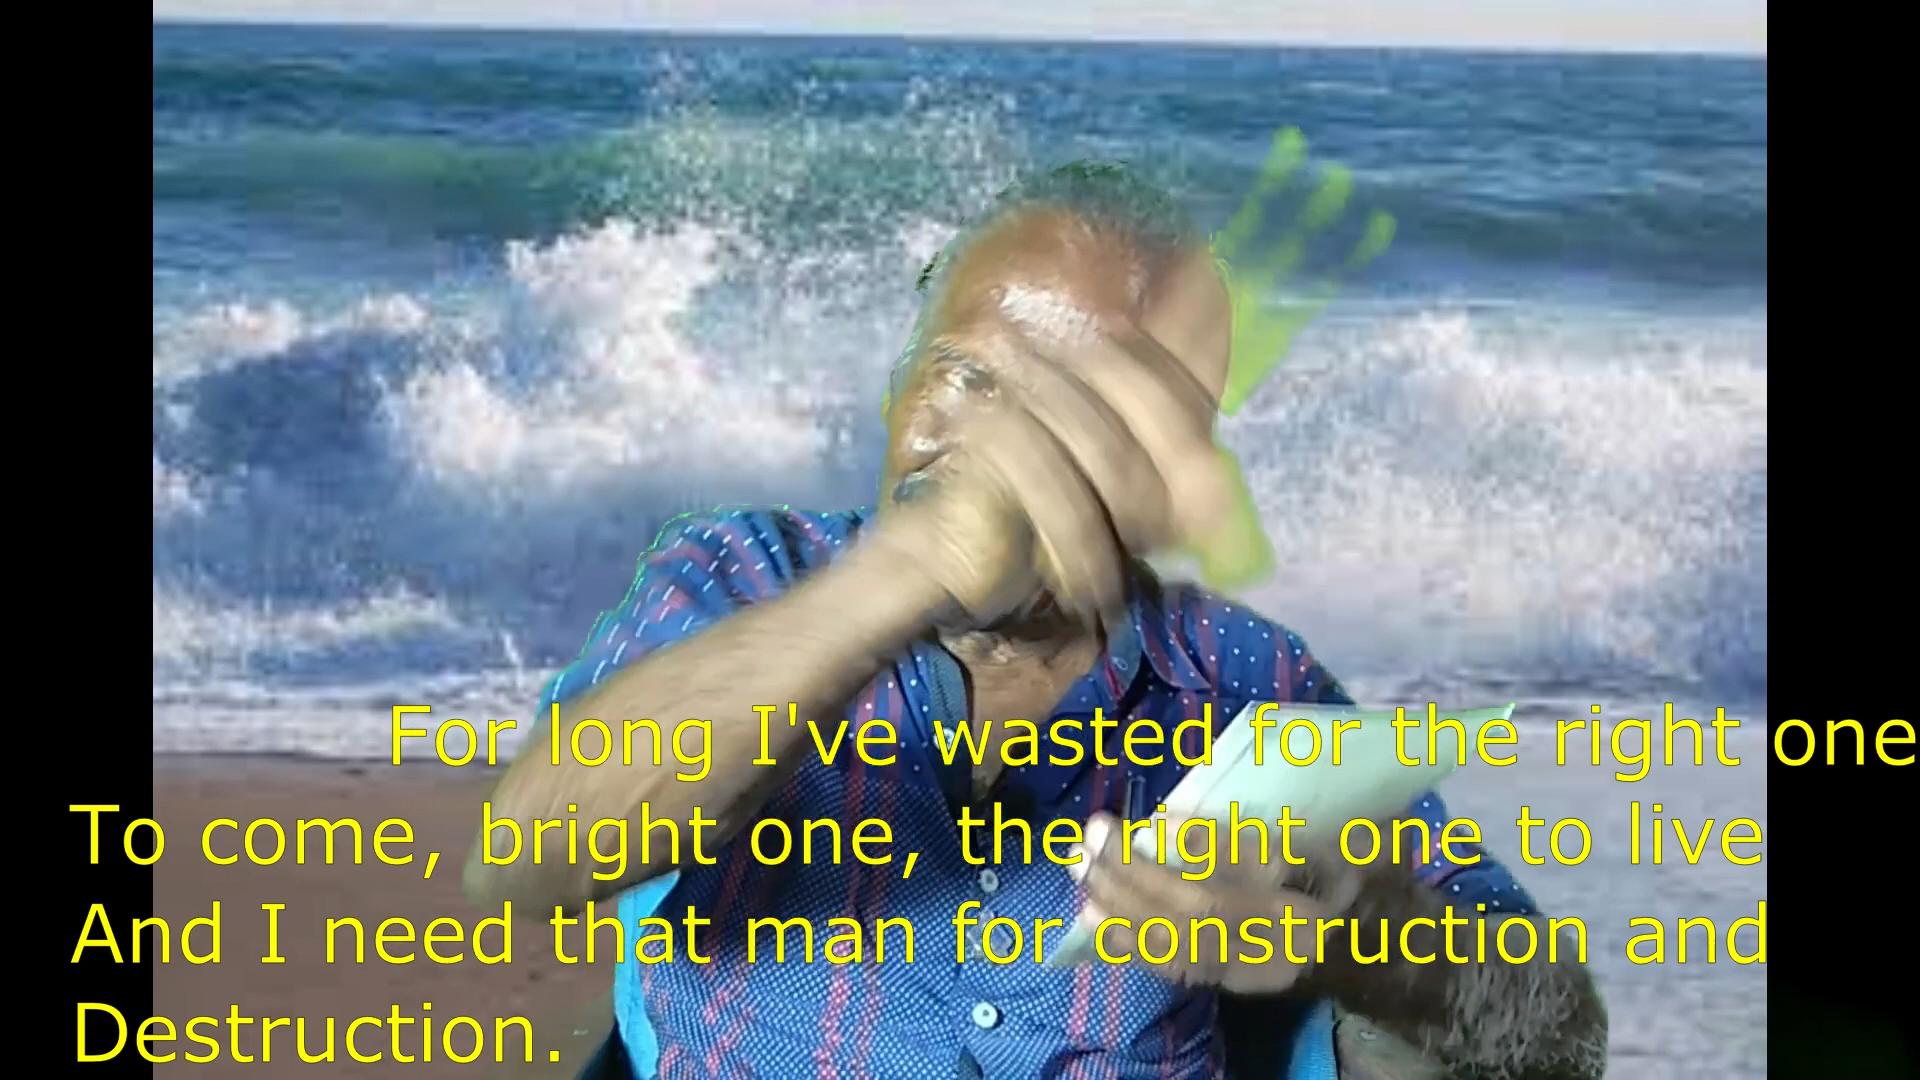 For long I've wasted for the right one
To come, bright one, the right one to live
And I need that man for construction and
Destruction.